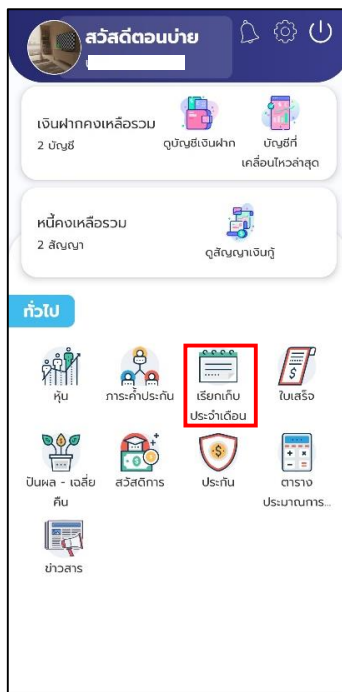 สวัสดีตอนบ่าย
เงินฝากคงเหลือรวม
2 บัญชี
ดูบัญชีเงินฝาก
บัญชีที่
เคลื่อนไหวล่าสุด
หนี้คงเหลือรวม
2 สัญญา
ดูสัญญาเงินกู้
ทั่วไป
หุ้น
ภาระค้ำประกัน
เรียกเก็บ
ประจำเดือน
ใบเสร็จ
ปันผล - เฉลี่ย
คืน
สวัสดิการ
ประกัน
ตาราง
ประมาณการ...
ข่าวสาร